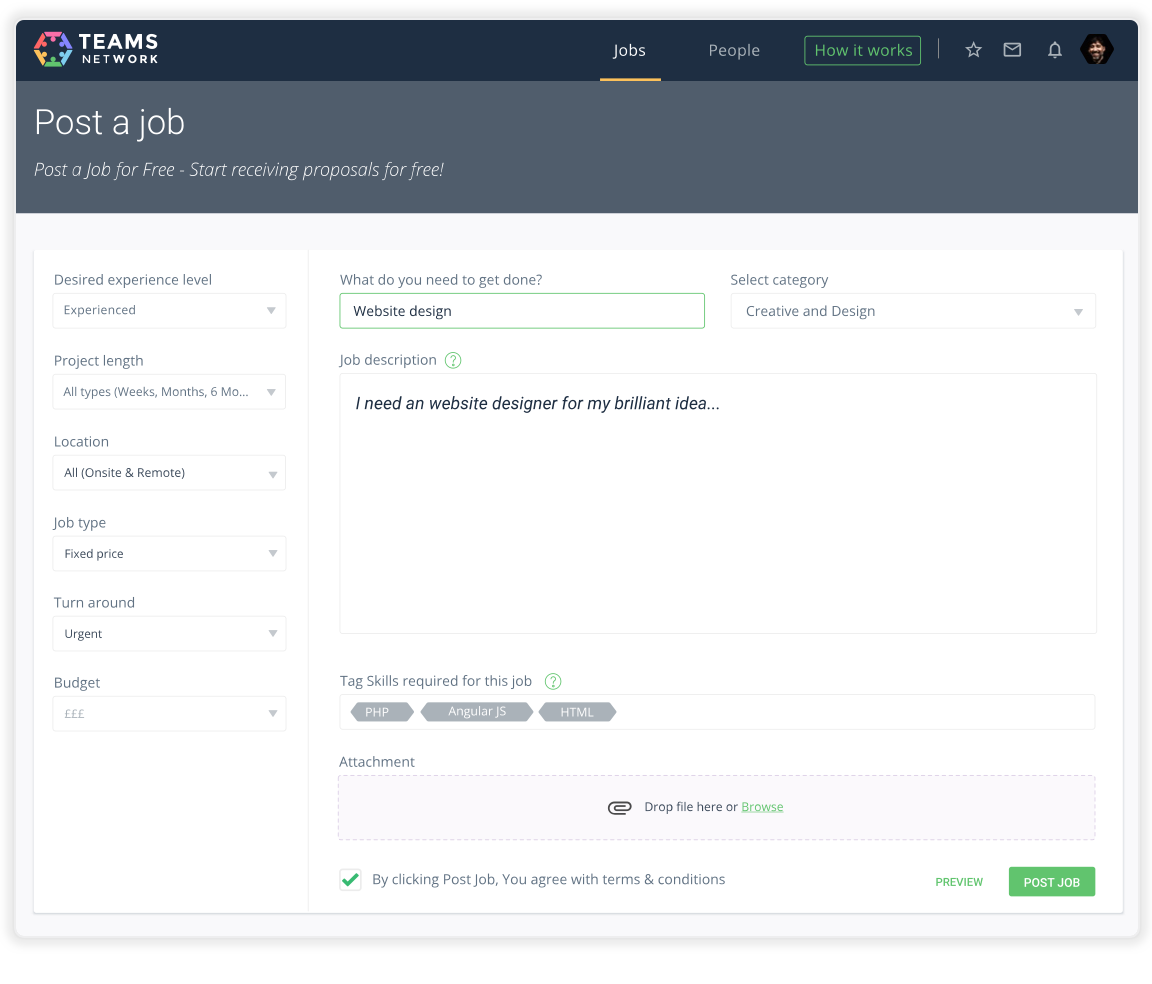 TEAMS
NETWORK
Jobs
People
How it works
Post a job
Post a Job for Free - Start receiving proposals for free!
Desired experience level
Experienced
Project length
All types (Weeks, Months, 6 Mo...
Location
All (Onsite & Remote)
Job type
Fixed price
Turn around
Urgent
Budget
£££
What do you need to get done?
Website design
Select category
Creative and Design
Job description ?
I need an website designer for my brilliant idea...
Tag Skills required for this job ?
PHP
Angular JS
HTML
Attachment
Drop file here or Browse
By clicking Post Job, You agree with terms & conditions
PREVIEW
POST JOB